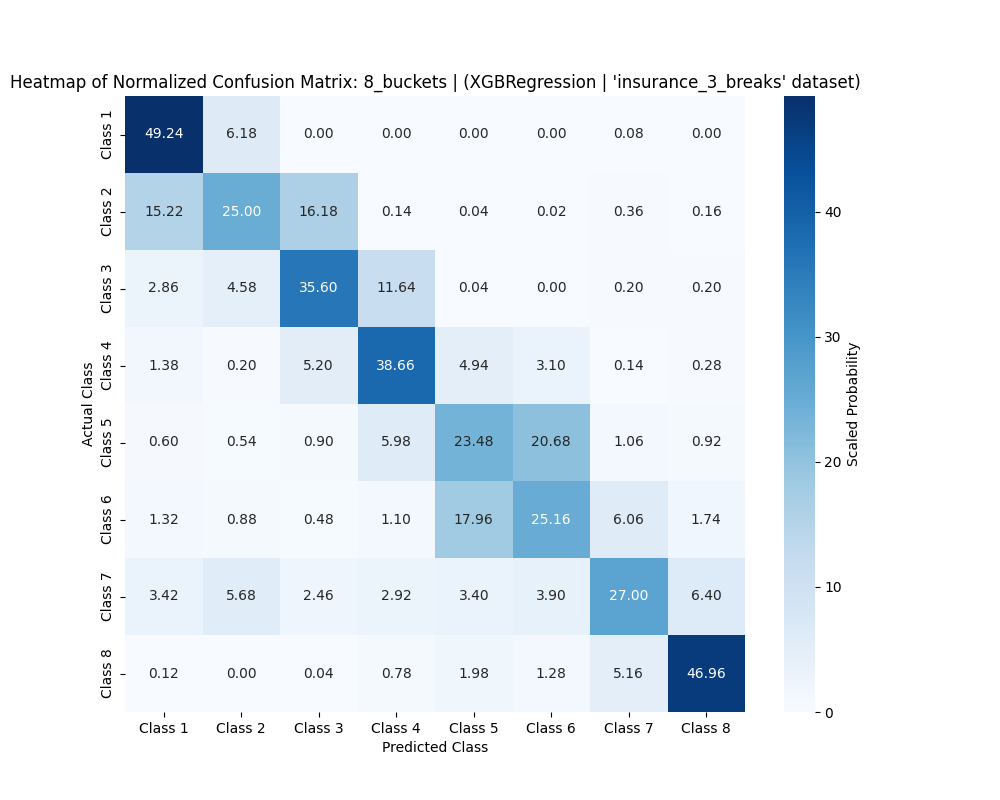 Heatmap of Normalized Confusion Matrix: 8_buckets | (XGBRegression | 'insurance_3_breaks' dataset)
Class 1 49.24 6.18 0.00 0.00 0.00 0.00 0.08 0.00
Class 2 15.22 25.00 16.18 0.14 0.04 0.02 0.36 0.16
Class 3 2.86 4.58 35.60 11.64 0.04 0.00 0.20 0.20
Class 4 1.38 0.20 5.20 38.66 4.94 3.10 0.14 0.28
Class 5 0.60 0.54 0.90 5.98 23.48 20.68 1.06 0.92
Class 6 1.32 0.88 0.48 1.10 17.96 25.16 6.06 1.74
Class 7 3.42 5.68 2.46 2.92 3.40 3.90 27.00 6.40
Class 8 0.12 0.00 0.04 0.78 1.98 1.28 5.16 46.96
Class 1 Class 2 Class 3 Class 4 Class 5 Class 6 Class 7 Class 8
Predicted Class
Actual Class
40
30
20
10
0
Scaled Probability